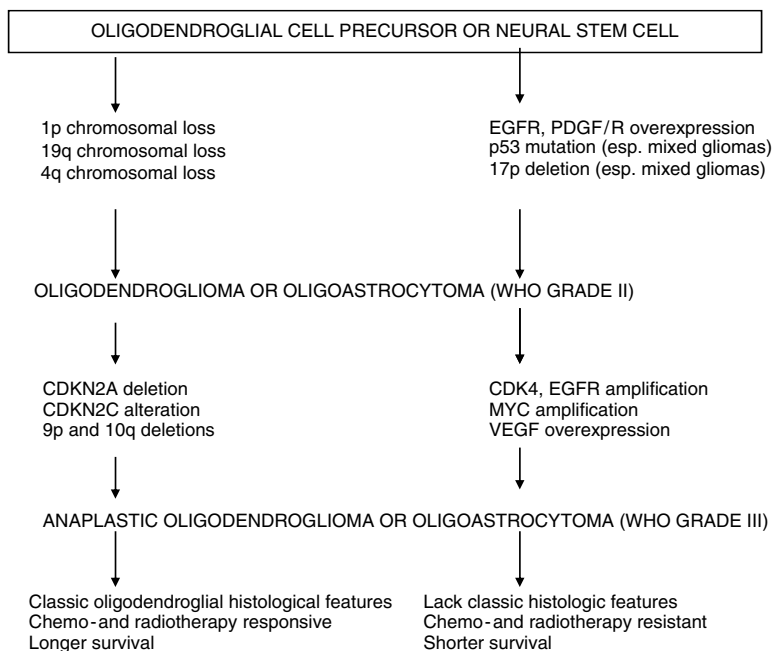 OLIGODENDROGLIAL CELL PRECURSOR OR NEURAL STEM CELL
1p chromosomal loss
19q chromosomal loss
4q chromosomal loss
EGFR, PDGF/R overexpression
p53 mutation (esp. mixed gliomas)
17p deletion (esp. mixed gliomas)
OLIGODENDROGLIOMA OR OLIGOASTROCYTOMA (WHO GRADE II)
CDKN2A deletion
CDKN2C alteration
9p and 10q deletions
CDK4, EGFR amplification
MYC amplification
VEGF overexpression
ANAPLASTIC OLIGODENDROGLIOMA OR OLIGOASTROCYTOMA (WHO GRADE III)
Classic oligodendroglial histological features
Chemo-and radiotherapy responsive
Longer survival
Lack classic histologic features
Chemo-and radiotherapy resistant
Shorter survival